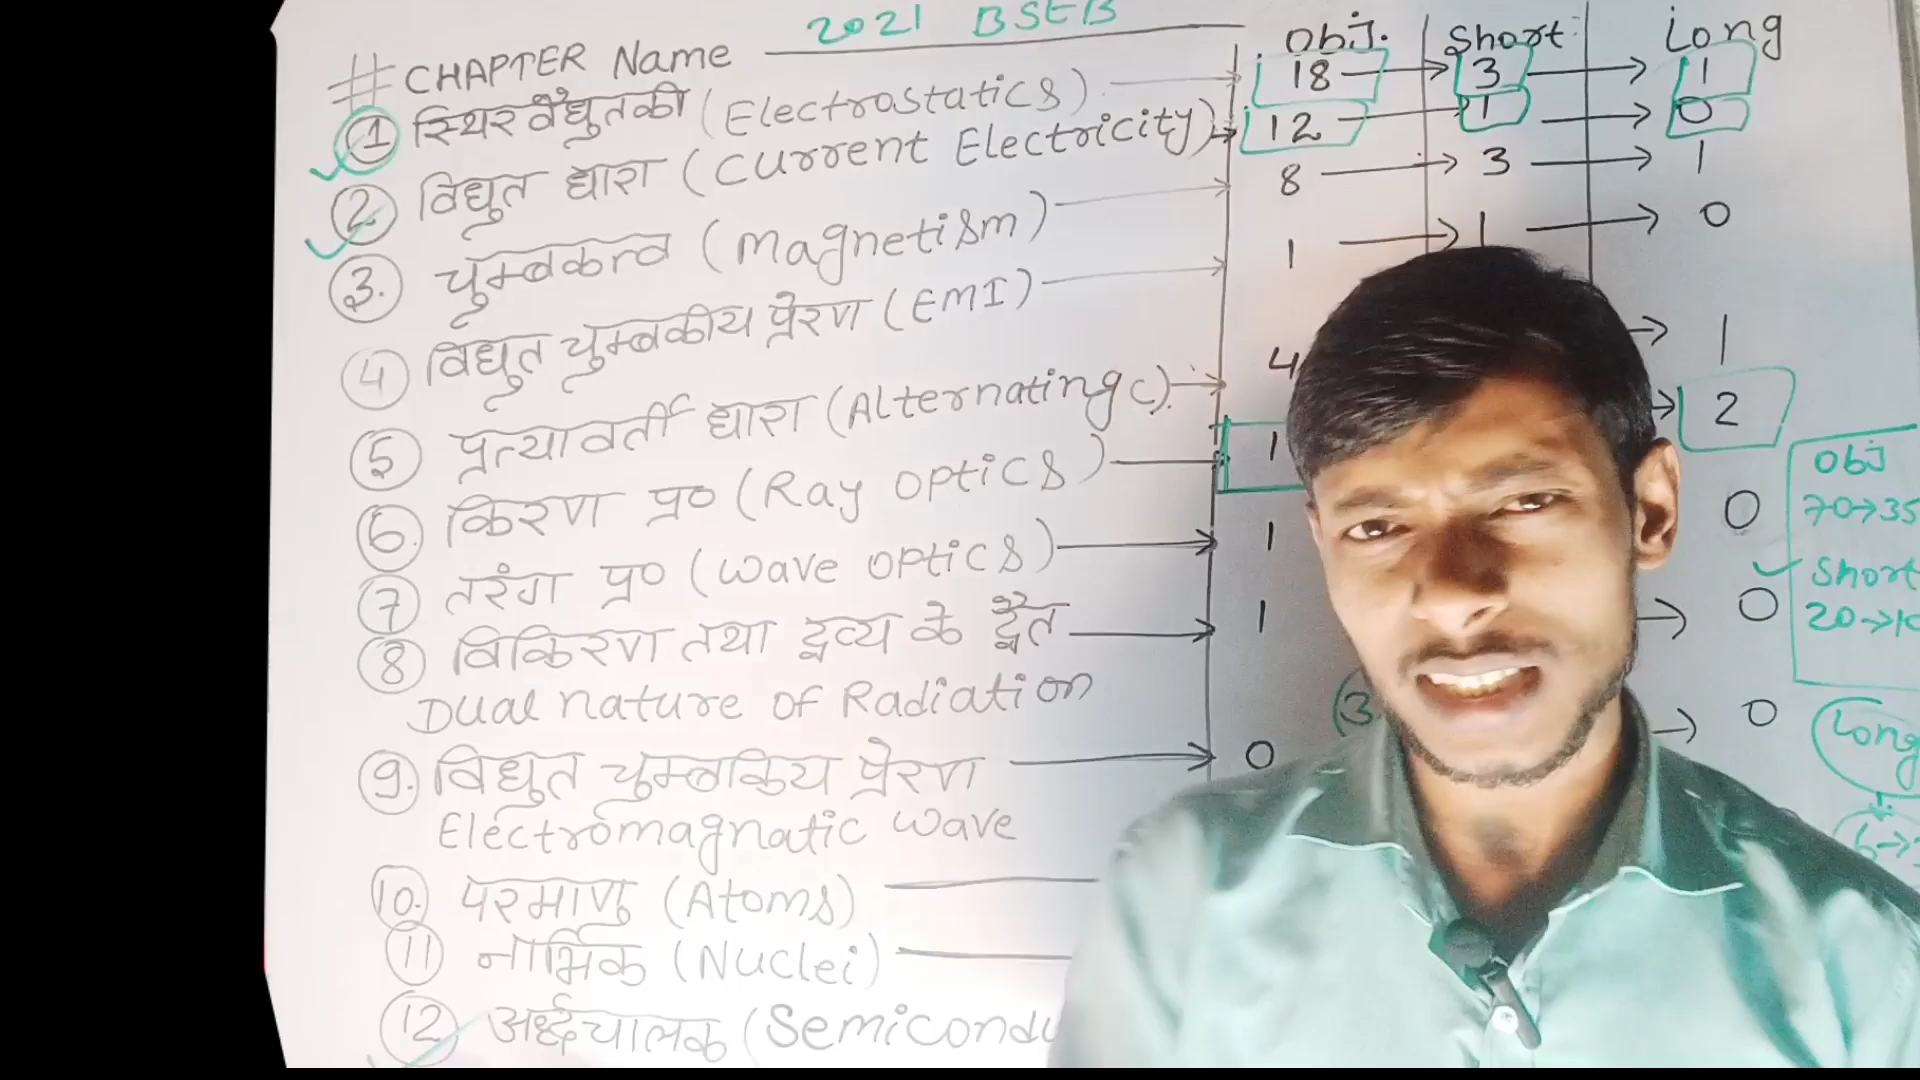 2021 BSEB
# CHAPTER Name Obj. Short Long
1 स्थिर वैधुतकी (Electrostatics) 18 → 3 → 1
2 विधुत धारा (Current Electricity) → 12 → 1 → 0
3. चुम्बकत्व (Magnetism) → 8 → 3 → 1
4 विधुत चुम्बकीय प्रेरण (EMI) → 1 → 1 → 0
5 प्रत्यावर्ती धारा (Alternating C). → 4 → 1
6. किरण प्र० (Ray Optics) 1 → 2
7 तरंग प्र० (Wave Optics) → 1 0
8 विकिरण तथा द्रव्य के द्वैत → 1 → 0
Dual nature of Radiation
9. विधुत चुम्बकिय प्रेरण → 0 3 → 0
Electromagnatic Wave
10. परमाणु (Atoms)
11 नाभिक (Nuclei)
12 अर्द्धचालक (Semicondu
Obj
70→35
Short
20→1
Long
6→